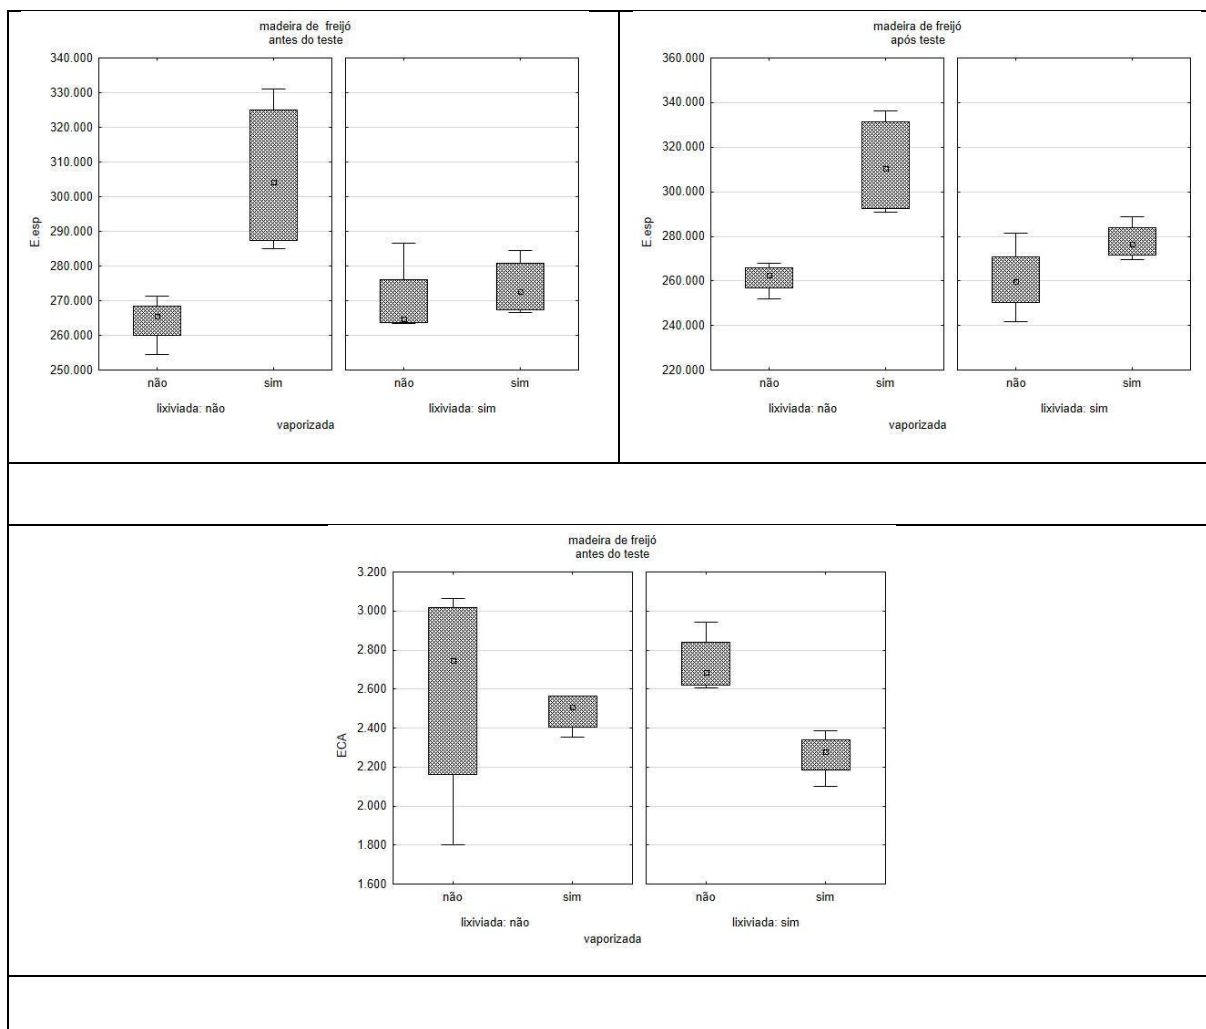 madeira de freijó
antes do teste
340.000
330.000
320.000
310.000
300.000
290.000
280.000
270.000
260.000
250.000
E.esp
não
sim
não
sim
lixiviada: não
lixiviada: sim
vaporizada
madeira de freijó
após teste
360.000
340.000
320.000
300.000
280.000
260.000
240.000
220.000
E.esp
não
sim
não
sim
lixiviada: não
lixiviada: sim
vaporizada
madeira de freijó
antes do teste
3.200
3.000
2.800
2.600
2.400
2.200
2.000
1.800
1.600
ECA
não
sim
não
sim
lixiviada: não
lixiviada: sim
vaporizada